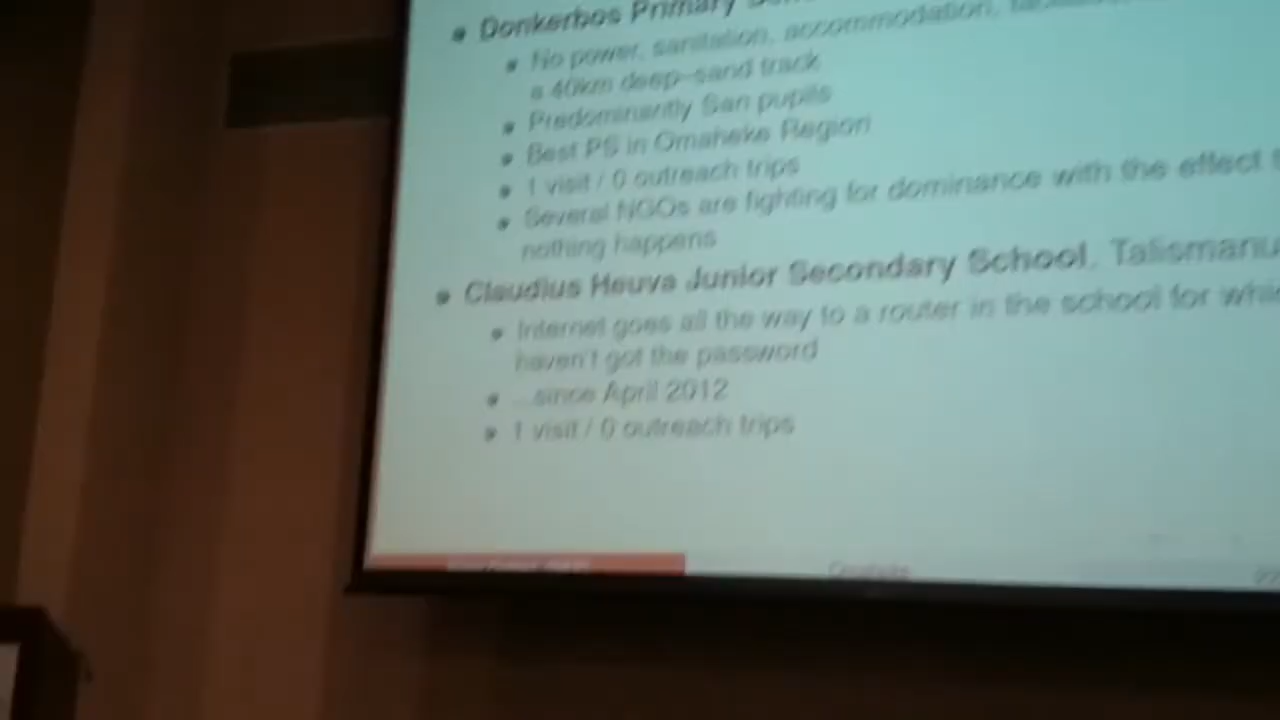 Donkerbos Primary
No power, sanitation, accommodation,
a 40km deep-sand track
Predominantly San pupils
Best PS in Omaheke Region
1 visit / 0 outreach trips
Several NGOs are fighting for dominance with the effect
nothing happens
Claudius Heuva Junior Secondary School, Talismanu
Internet goes all the way to a router in the school for whi
haven't got the password
...since April 2012
1 visit / 0 outreach trips